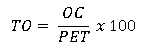 TO = OC / PET x 100